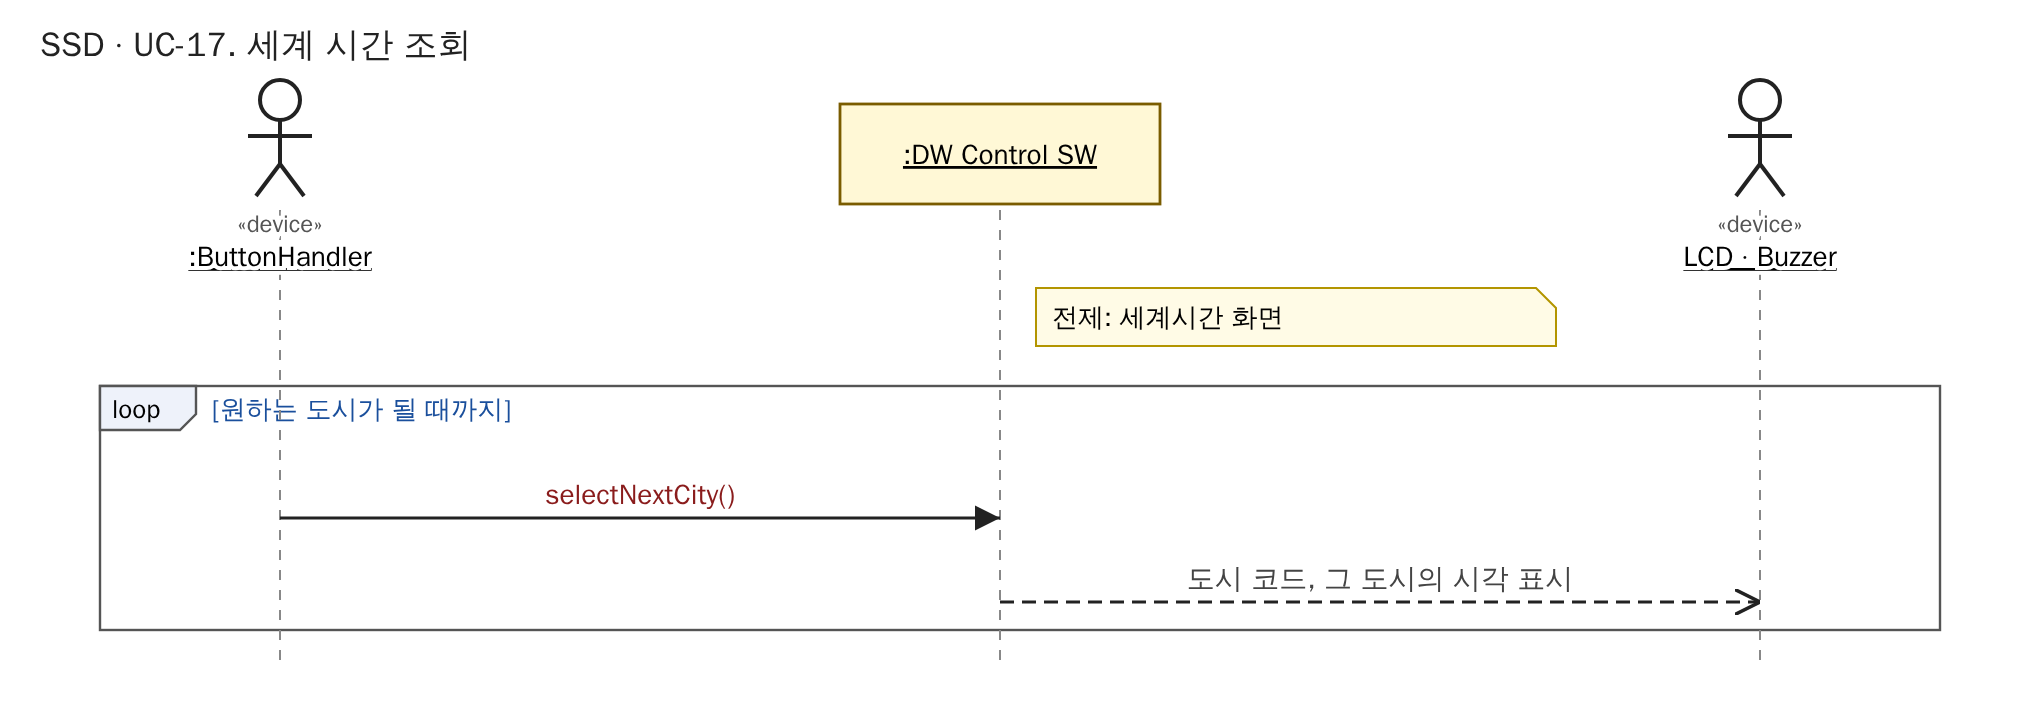 SSD · UC-17. 세계 시간 조회
:DW Control SW
«device»
:ButtonHandler
«device»
LCD · Buzzer
전제: 세계시간 화면
loop
[원하는 도시가 될 때까지]
selectNextCity()
도시 코드, 그 도시의 시각 표시